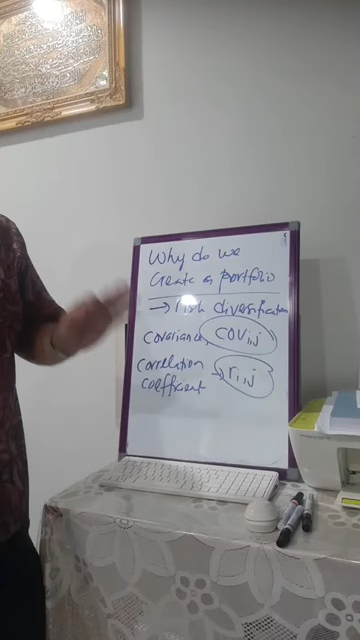 Why do we
Create a portfolio
→ risk diversification
Covariance, COVi,j
Correlation → ri,j
coefficient